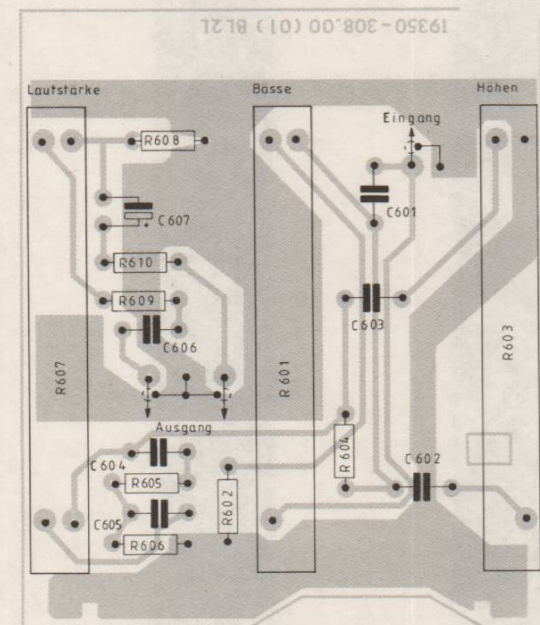 19350-308.00 (01) BL2L
Lautstärke
Bässe
Höhen
Eingang
R608
C601
C607
R610
R609
C603
C606
R607
R601
R603
Ausgang
C604
R604
C602
R605
R602
C605
R606